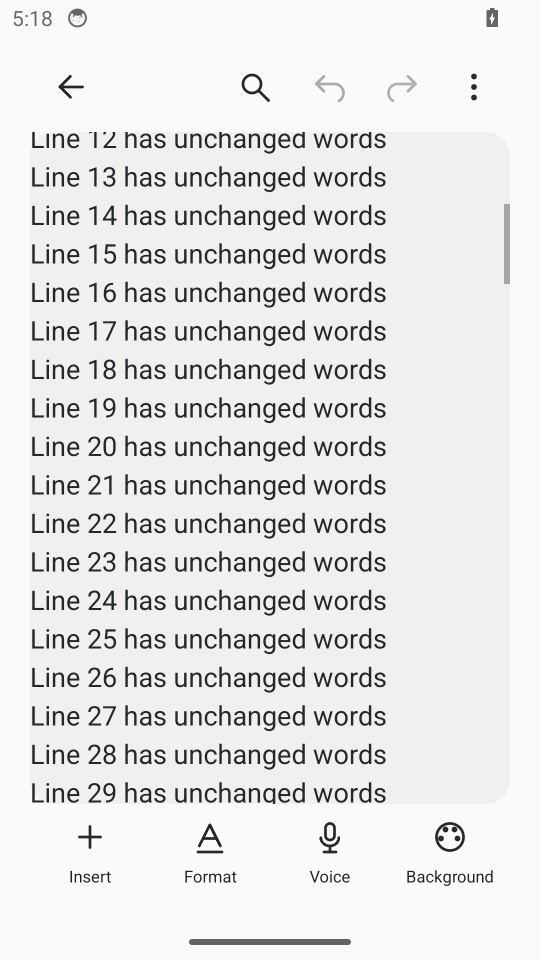 5:18
Line 12 has unchanged words
Line 13 has unchanged words
Line 14 has unchanged words
Line 15 has unchanged words
Line 16 has unchanged words
Line 17 has unchanged words
Line 18 has unchanged words
Line 19 has unchanged words
Line 20 has unchanged words
Line 21 has unchanged words
Line 22 has unchanged words
Line 23 has unchanged words
Line 24 has unchanged words
Line 25 has unchanged words
Line 26 has unchanged words
Line 27 has unchanged words
Line 28 has unchanged words
Line 29 has unchanged words
Insert Format Voice Background